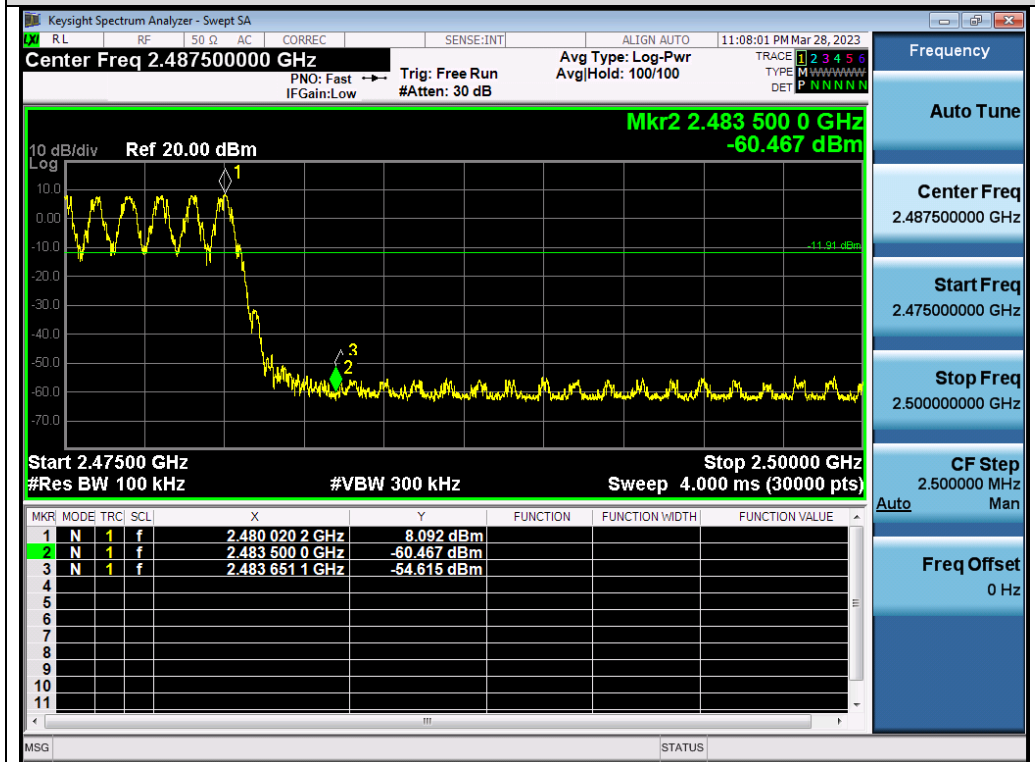 Keysight Spectrum Analyzer - Swept SA
LXI RL RF 50 Ω AC CORREC SENSE:INT ALIGN AUTO 11:08:01 PM Mar 28, 2023
Center Freq 2.487500000 GHz
PNO: Fast
IFGain:Low
Trig: Free Run
#Atten: 30 dB
Avg Type: Log-Pwr
Avg|Hold: 100/100
TRACE 1 2 3 4 5 6
TYPE M WWWWW
DET P N N N N N
Mkr2 2.483 500 0 GHz
-60.467 dBm
10 dB/div Ref 20.00 dBm
Log
10.0
0.00
-10.0
-20.0
-30.0
-40.0
-50.0
-60.0
-70.0
1
-11.91 dBm
3
2
Start 2.47500 GHz Stop 2.50000 GHz
#Res BW 100 kHz #VBW 300 kHz Sweep 4.000 ms (30000 pts)
MKR MODE TRC SCL X Y FUNCTION FUNCTION WIDTH FUNCTION VALUE
1 N 1 f 2.480 020 2 GHz 8.092 dBm
2 N 1 f 2.483 500 0 GHz -60.467 dBm
3 N 1 f 2.483 651 1 GHz -54.615 dBm
4
5
6
7
8
9
10
11
MSG STATUS
Frequency
Auto Tune
Center Freq
2.487500000 GHz
Start Freq
2.475000000 GHz
Stop Freq
2.500000000 GHz
CF Step
2.500000 MHz
Auto Man
Freq Offset
0 Hz